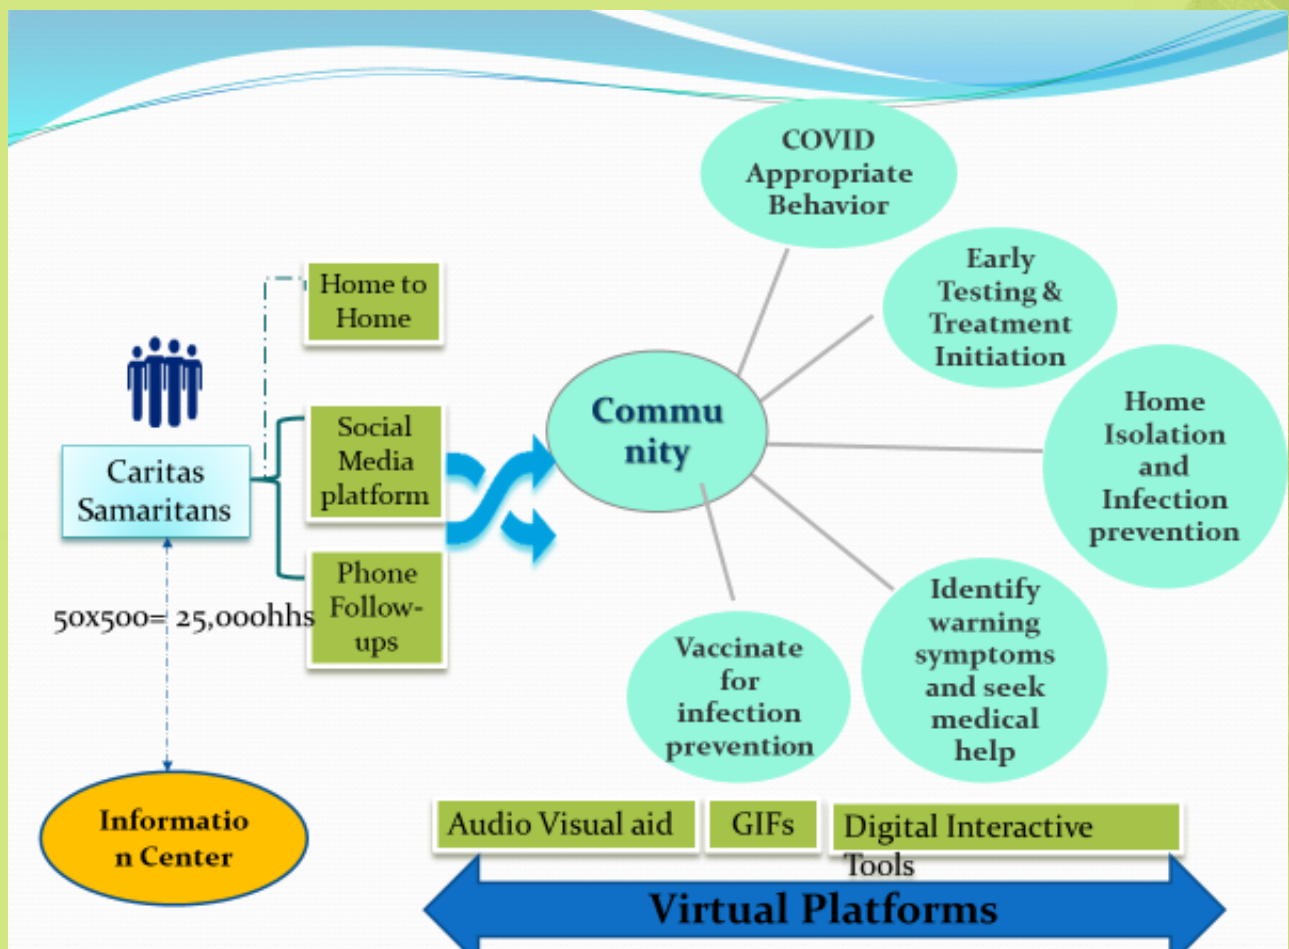 COVID
Appropriate
Behavior
Early
Testing &
Treatment
Initiation
Home
Isolation
and
Infection
prevention
Identify
warning
symptoms
and seek
medical
help
Vaccinate
for
infection
prevention
Commu
nity
Home to
Home
Social
Media
platform
Phone
Follow-
ups
Caritas
Samaritans
50x500= 25,000hhs
Informatio
n Center
Audio Visual aid
GIFs
Digital Interactive
Tools
Virtual Platforms